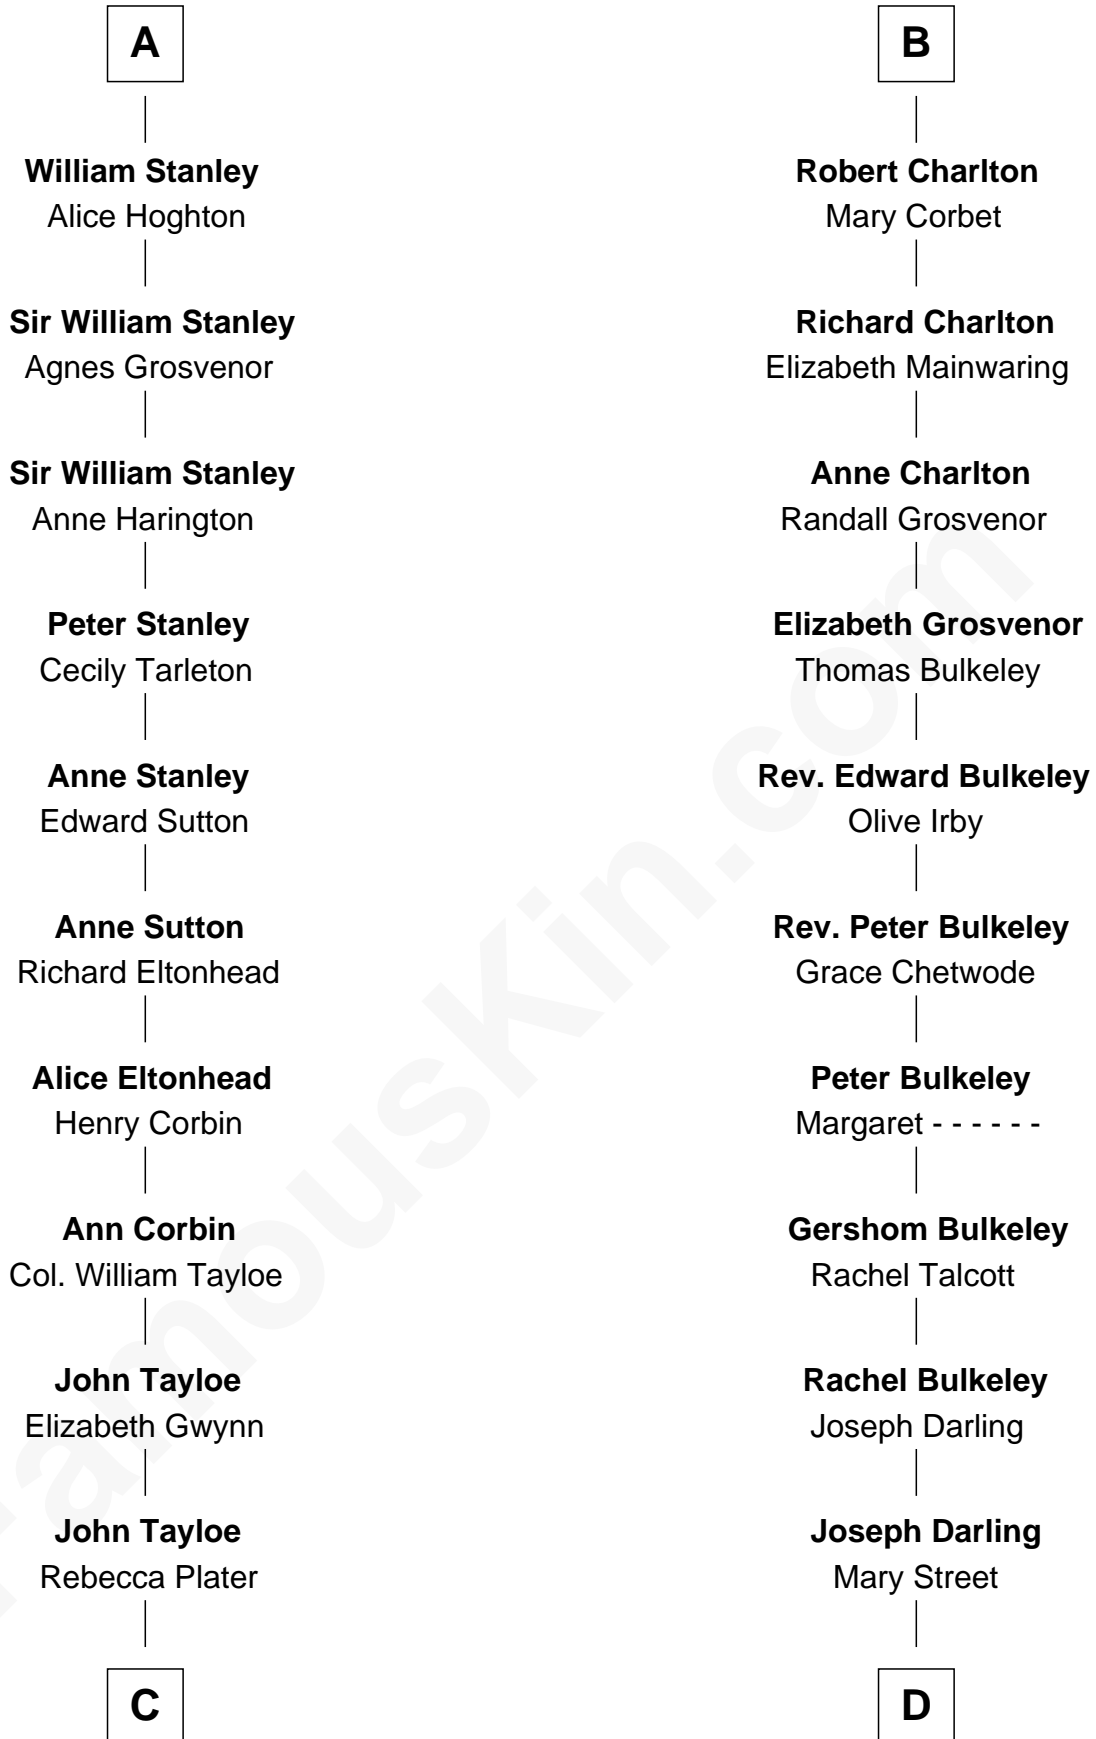 A
William Stanley
Alice Hoghton
Sir William Stanley
Agnes Grosvenor
Sir William Stanley
Anne Harington
Peter Stanley
Cecily Tarleton
Anne Stanley
Edward Sutton
Anne Sutton
Richard Eltonhead
Alice Eltonhead
Henry Corbin
Ann Corbin
Col. William Tayloe
John Tayloe
Elizabeth Gwynn
John Tayloe
Rebecca Plater
C
B
Robert Charlton
Mary Corbet
Richard Charlton
Elizabeth Mainwaring
Anne Charlton
Randall Grosvenor
Elizabeth Grosvenor
Thomas Bulkeley
Rev. Edward Bulkeley
Olive Irby
Rev. Peter Bulkeley
Grace Chetwode
Peter Bulkeley
Margaret - - - - - -
Gershom Bulkeley
Rachel Talcott
Rachel Bulkeley
Joseph Darling
Joseph Darling
Mary Street
D
FamousKin.com